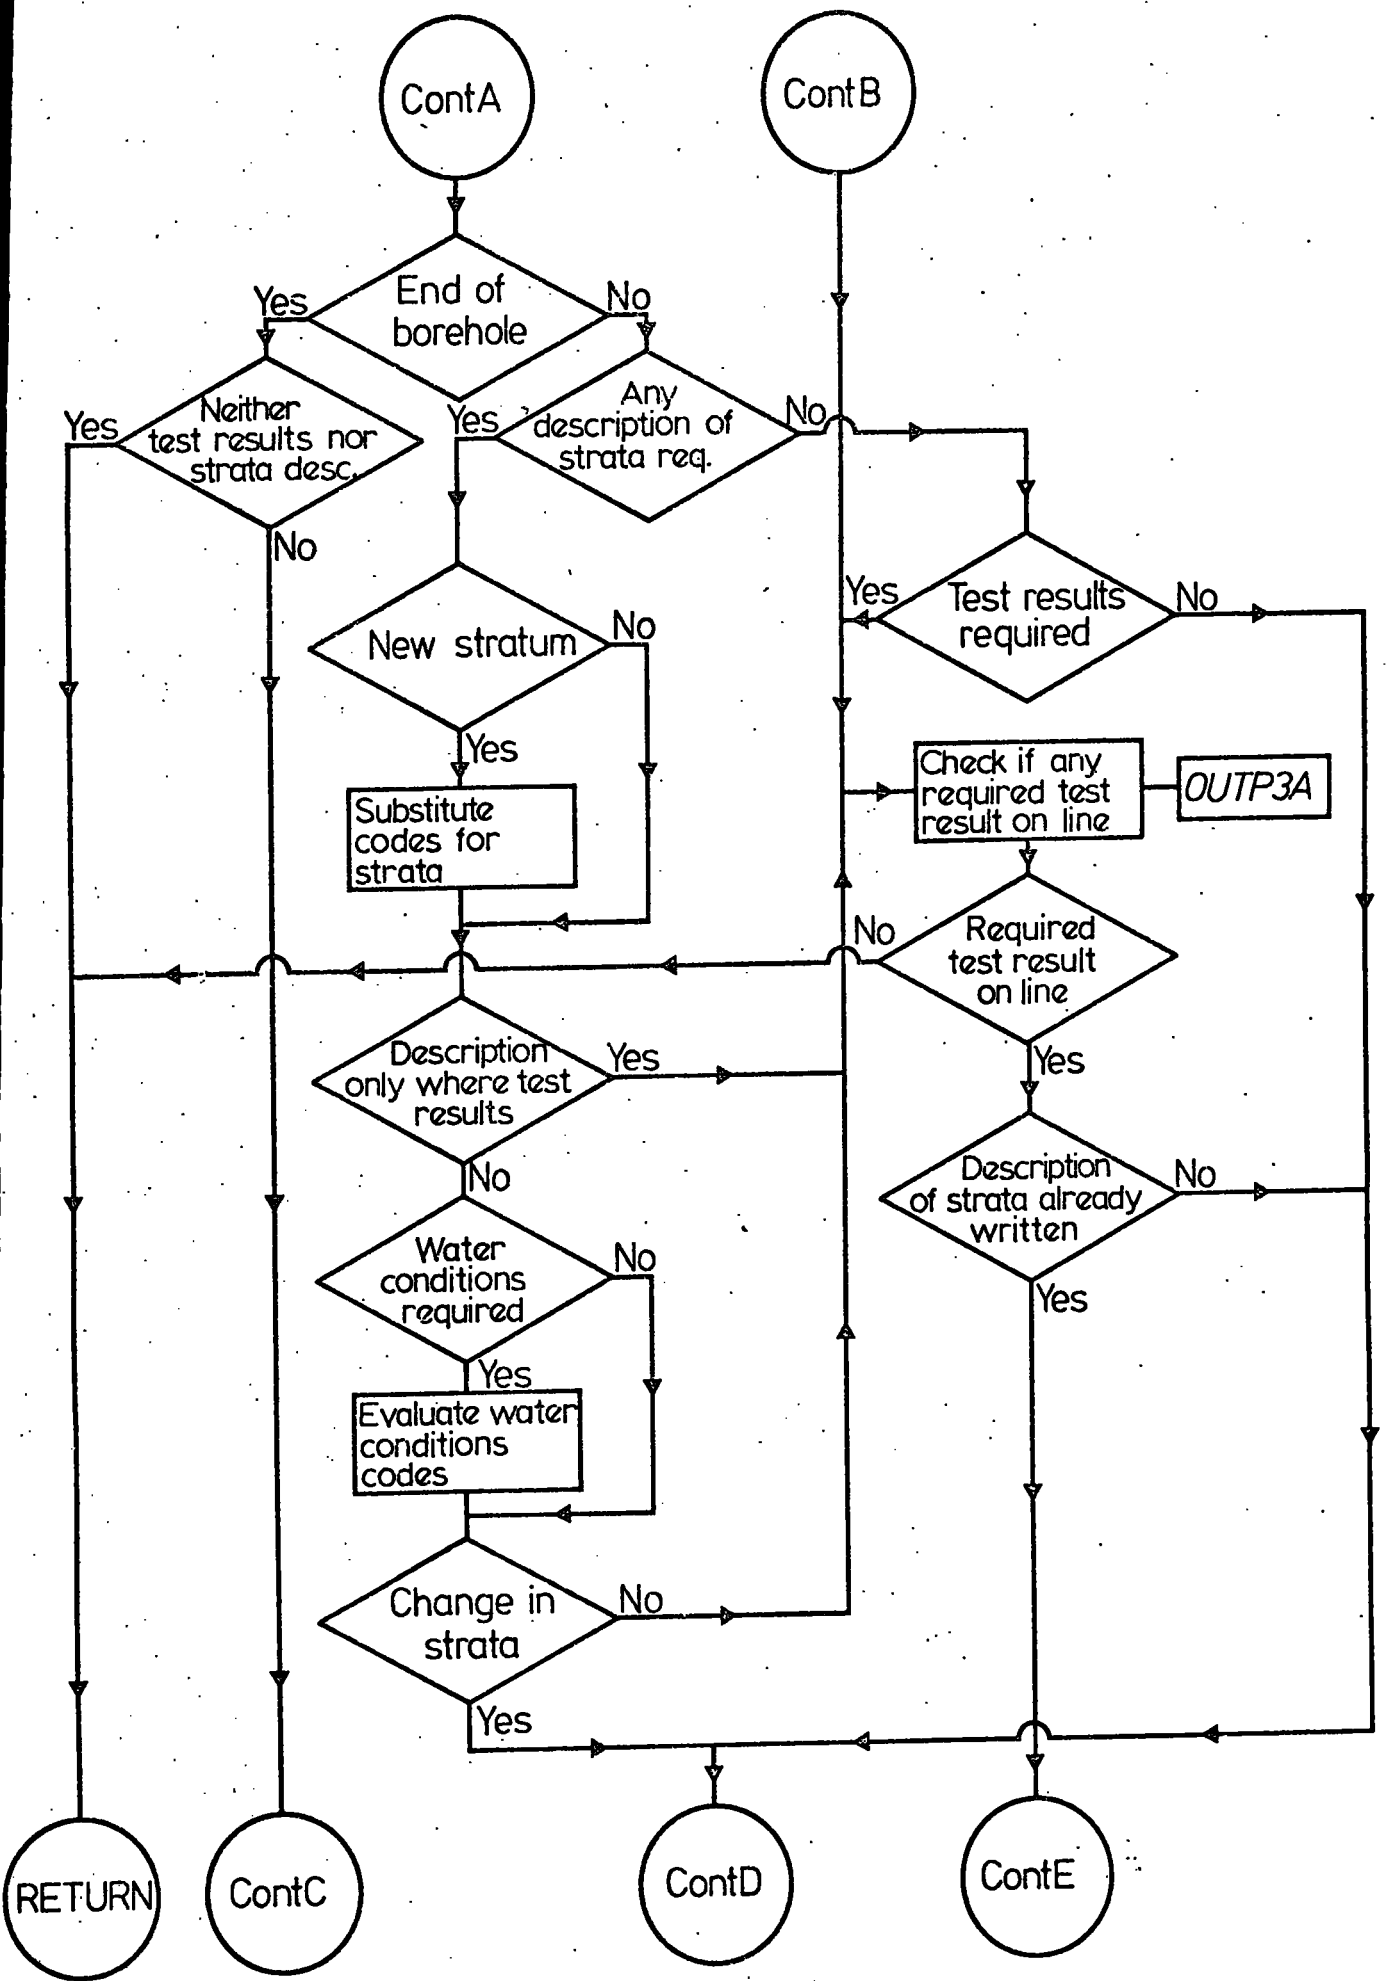 ContA
ContB
End of
borehole
Yes
No
Neither
test results nor
strata desc.
Yes
No
Any
description of
strata req.
Yes
No
New stratum
No
Yes
Test results
required
Yes
No
Substitute
codes for
strata
Check if any
required test
result on line
OUTP3A
Required
test result
on line
No
Yes
Description
only where test
results
Yes
No
Description
of strata already
written
No
Yes
Water
conditions
required
No
Yes
Evaluate water
conditions
codes
Change in
strata
No
Yes
RETURN
ContC
ContD
ContE